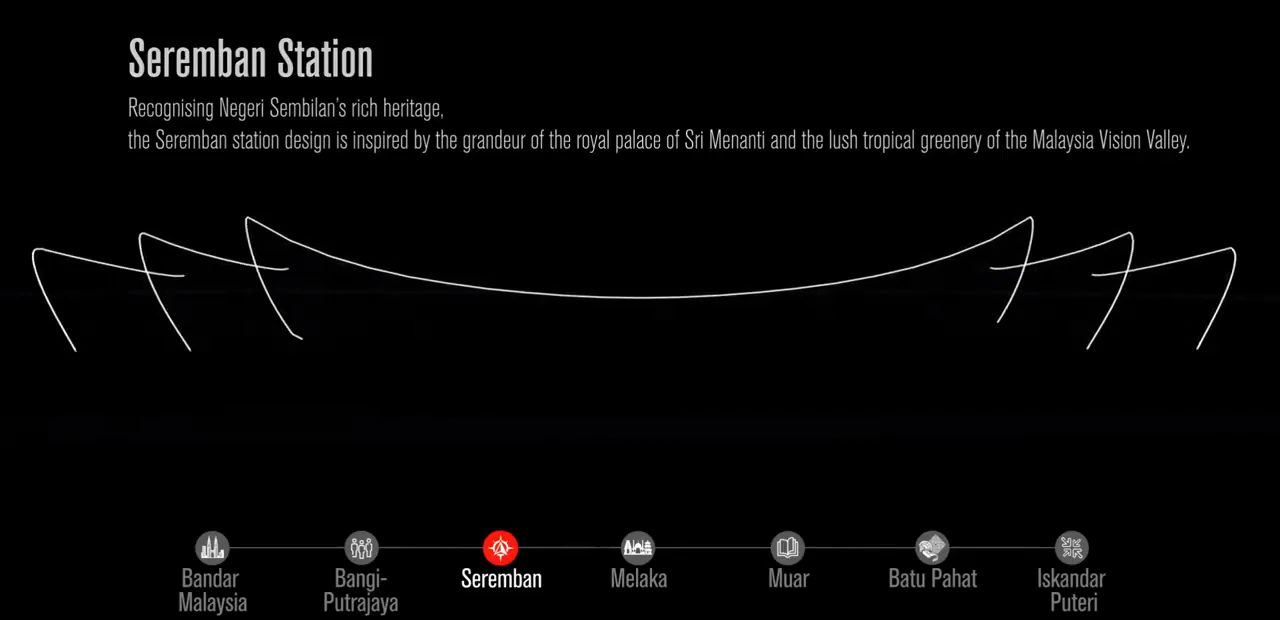 Seremban Station
Recognising Negeri Sembilan's rich heritage,
the Seremban station design is inspired by the grandeur of the royal palace of Sri Menanti and the lush tropical greenery of the Malaysia Vision Valley.
Bandar
Malaysia
Bangi-
Putrajaya
Seremban
Melaka
Muar
Batu Pahat
Iskandar
Puteri